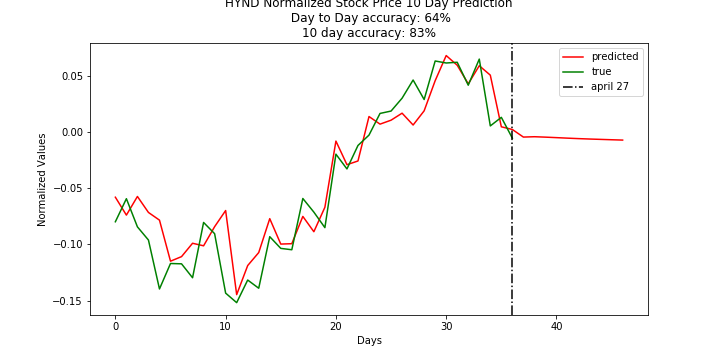 HYND Normalized Stock Price 10 Day Prediction
Day to Day accuracy: 64%
10 day accuracy: 83%
predicted
true
april 27
0.05
0.00
−0.05
−0.10
−0.15
Normalized Values
0 10 20 30 40
Days